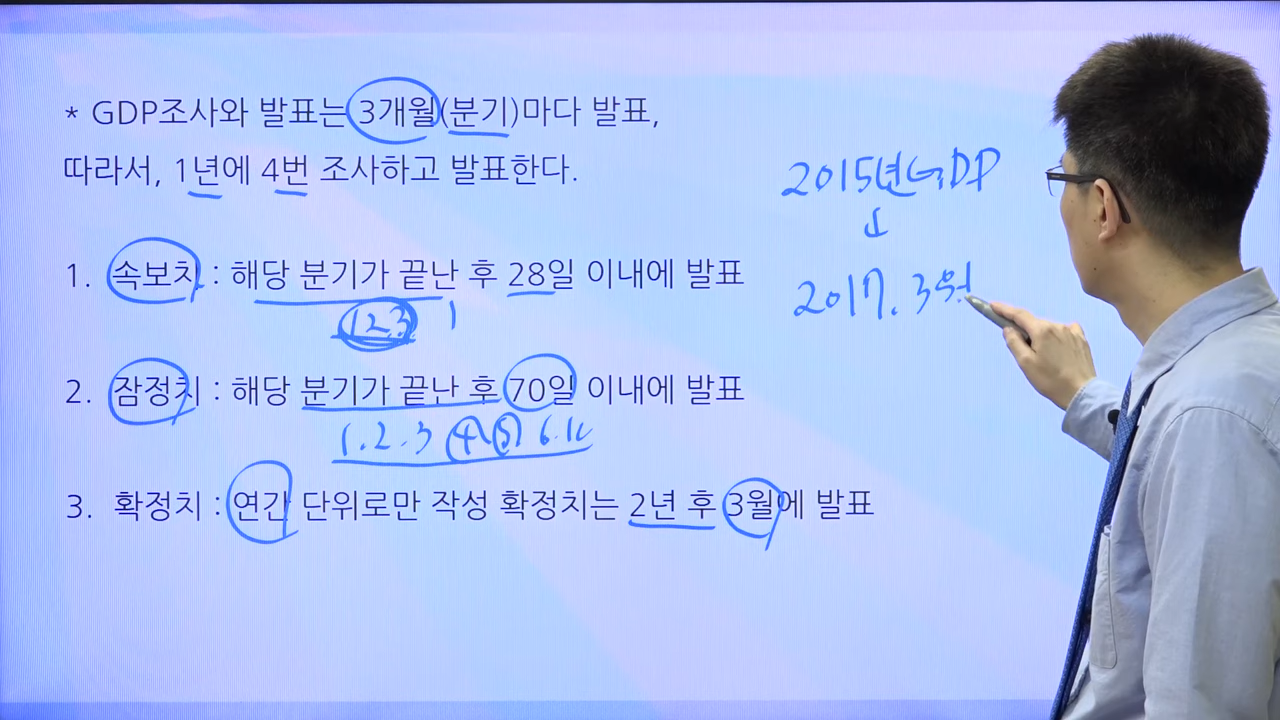 * GDP조사와 발표는 3개월(분기)마다 발표,
따라서, 1년에 4번 조사하고 발표한다.
2015년 GDP
↓
1. 속보치 : 해당 분기가 끝난 후 28일 이내에 발표
2017. 3월
1 2 3 1
2. 잠정치 : 해당 분기가 끝난 후 70일 이내에 발표
1. 2. 3 4 5 6.10
3. 확정치 : 연간 단위로만 작성 확정치는 2년 후 3월에 발표